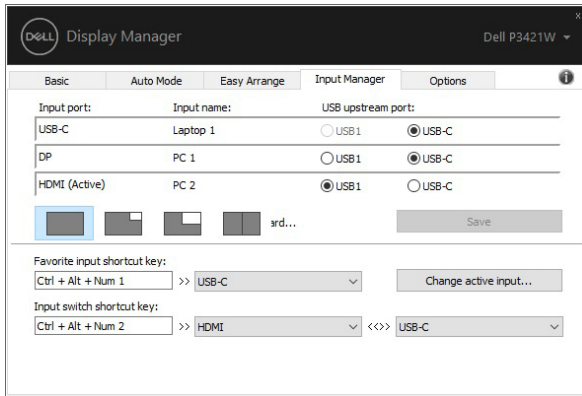 DELL Display Manager
Dell P3421W
x
Basic Auto Mode Easy Arrange Input Manager Options
Input port: Input name: USB upstream port:
USB-C Laptop 1 USB1 USB-C
DP PC 1 USB1 USB-C
HDMI (Active) PC 2 USB1 USB-C
ard... Save
Favorite input shortcut key:
Ctrl + Alt + Num 1 >> USB-C Change active input...
Input switch shortcut key:
Ctrl + Alt + Num 2 >> HDMI <<>> USB-C